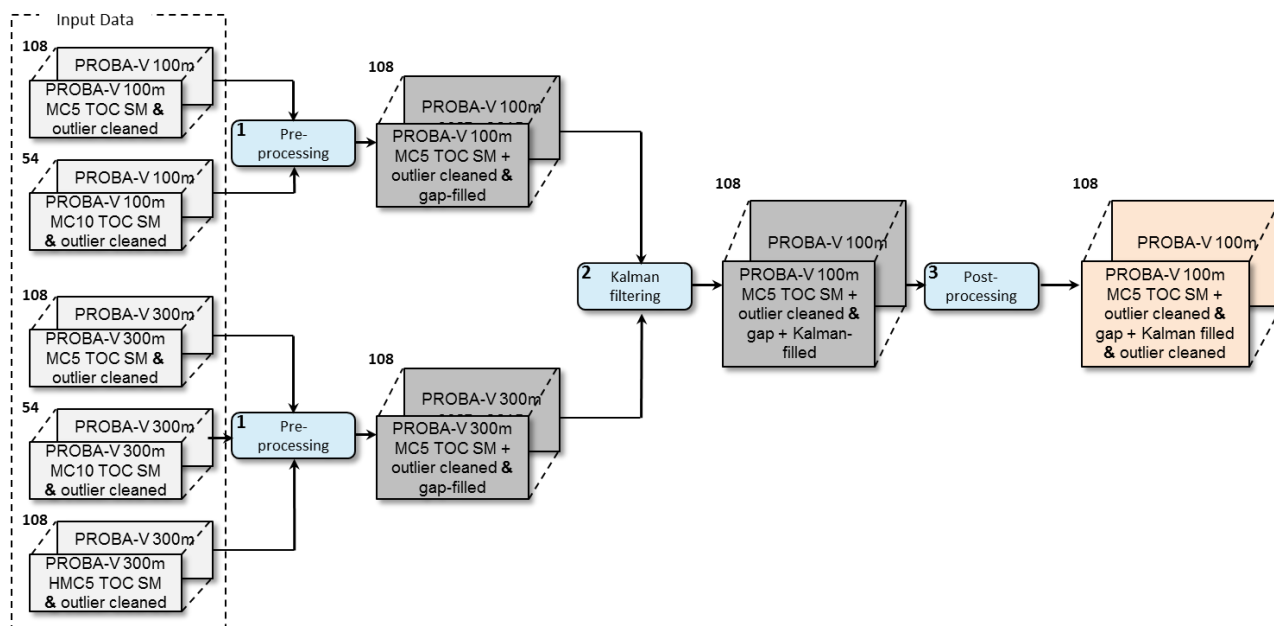 Input Data
108
PROBA-V 100m
PROBA-V 100m
MC5 TOC SM &
outlier cleaned
54
PROBA-V 100m
PROBA-V 100m
MC10 TOC SM
& outlier cleaned
108
PROBA-V 300m
PROBA-V 300m
MC5 TOC SM &
outlier cleaned
54
PROBA-V 300m
PROBA-V 300m
MC10 TOC SM
& outlier cleaned
108
PROBA-V 300m
PROBA-V 300m
HMC5 TOC SM
& outlier cleaned
1
Pre-
processing
1
Pre-
processing
108
PROBA-V 100m
PROBA-V 100m
MC5 TOC SM +
outlier cleaned &
gap-filled
108
PROBA-V 300m
PROBA-V 300m
MC5 TOC SM +
outlier cleaned &
gap-filled
2
Kalman
filtering
108
PROBA-V 100m
PROBA-V 100m
MC5 TOC SM +
outlier cleaned &
gap + Kalman-
filled
3
Post-
processing
108
PROBA-V 100m
PROBA-V 100m
MC5 TOC SM +
outlier cleaned &
gap + Kalman filled
& outlier cleaned